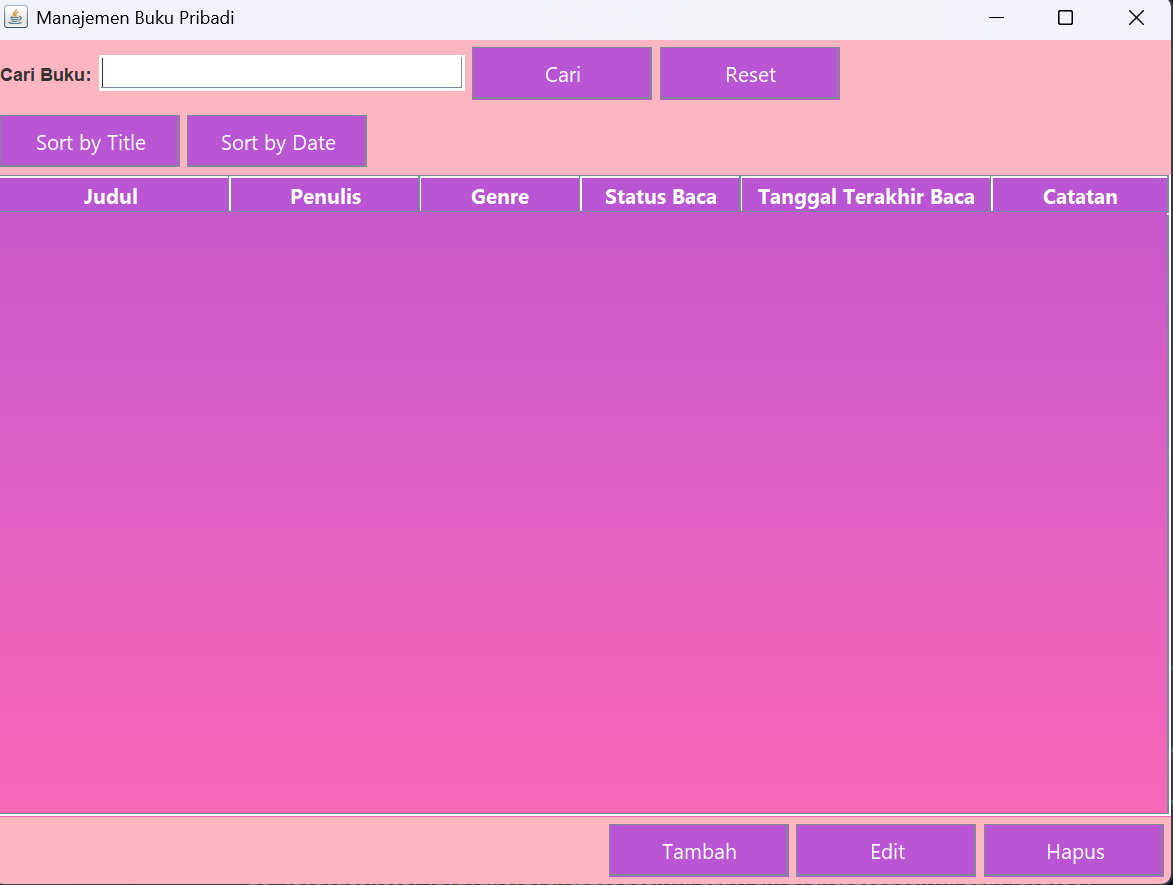 Manajemen Buku Pribadi
Cari Buku: Cari Reset
Sort by Title Sort by Date
Judul Penulis Genre Status Baca Tanggal Terakhir Baca Catatan
Tambah Edit Hapus